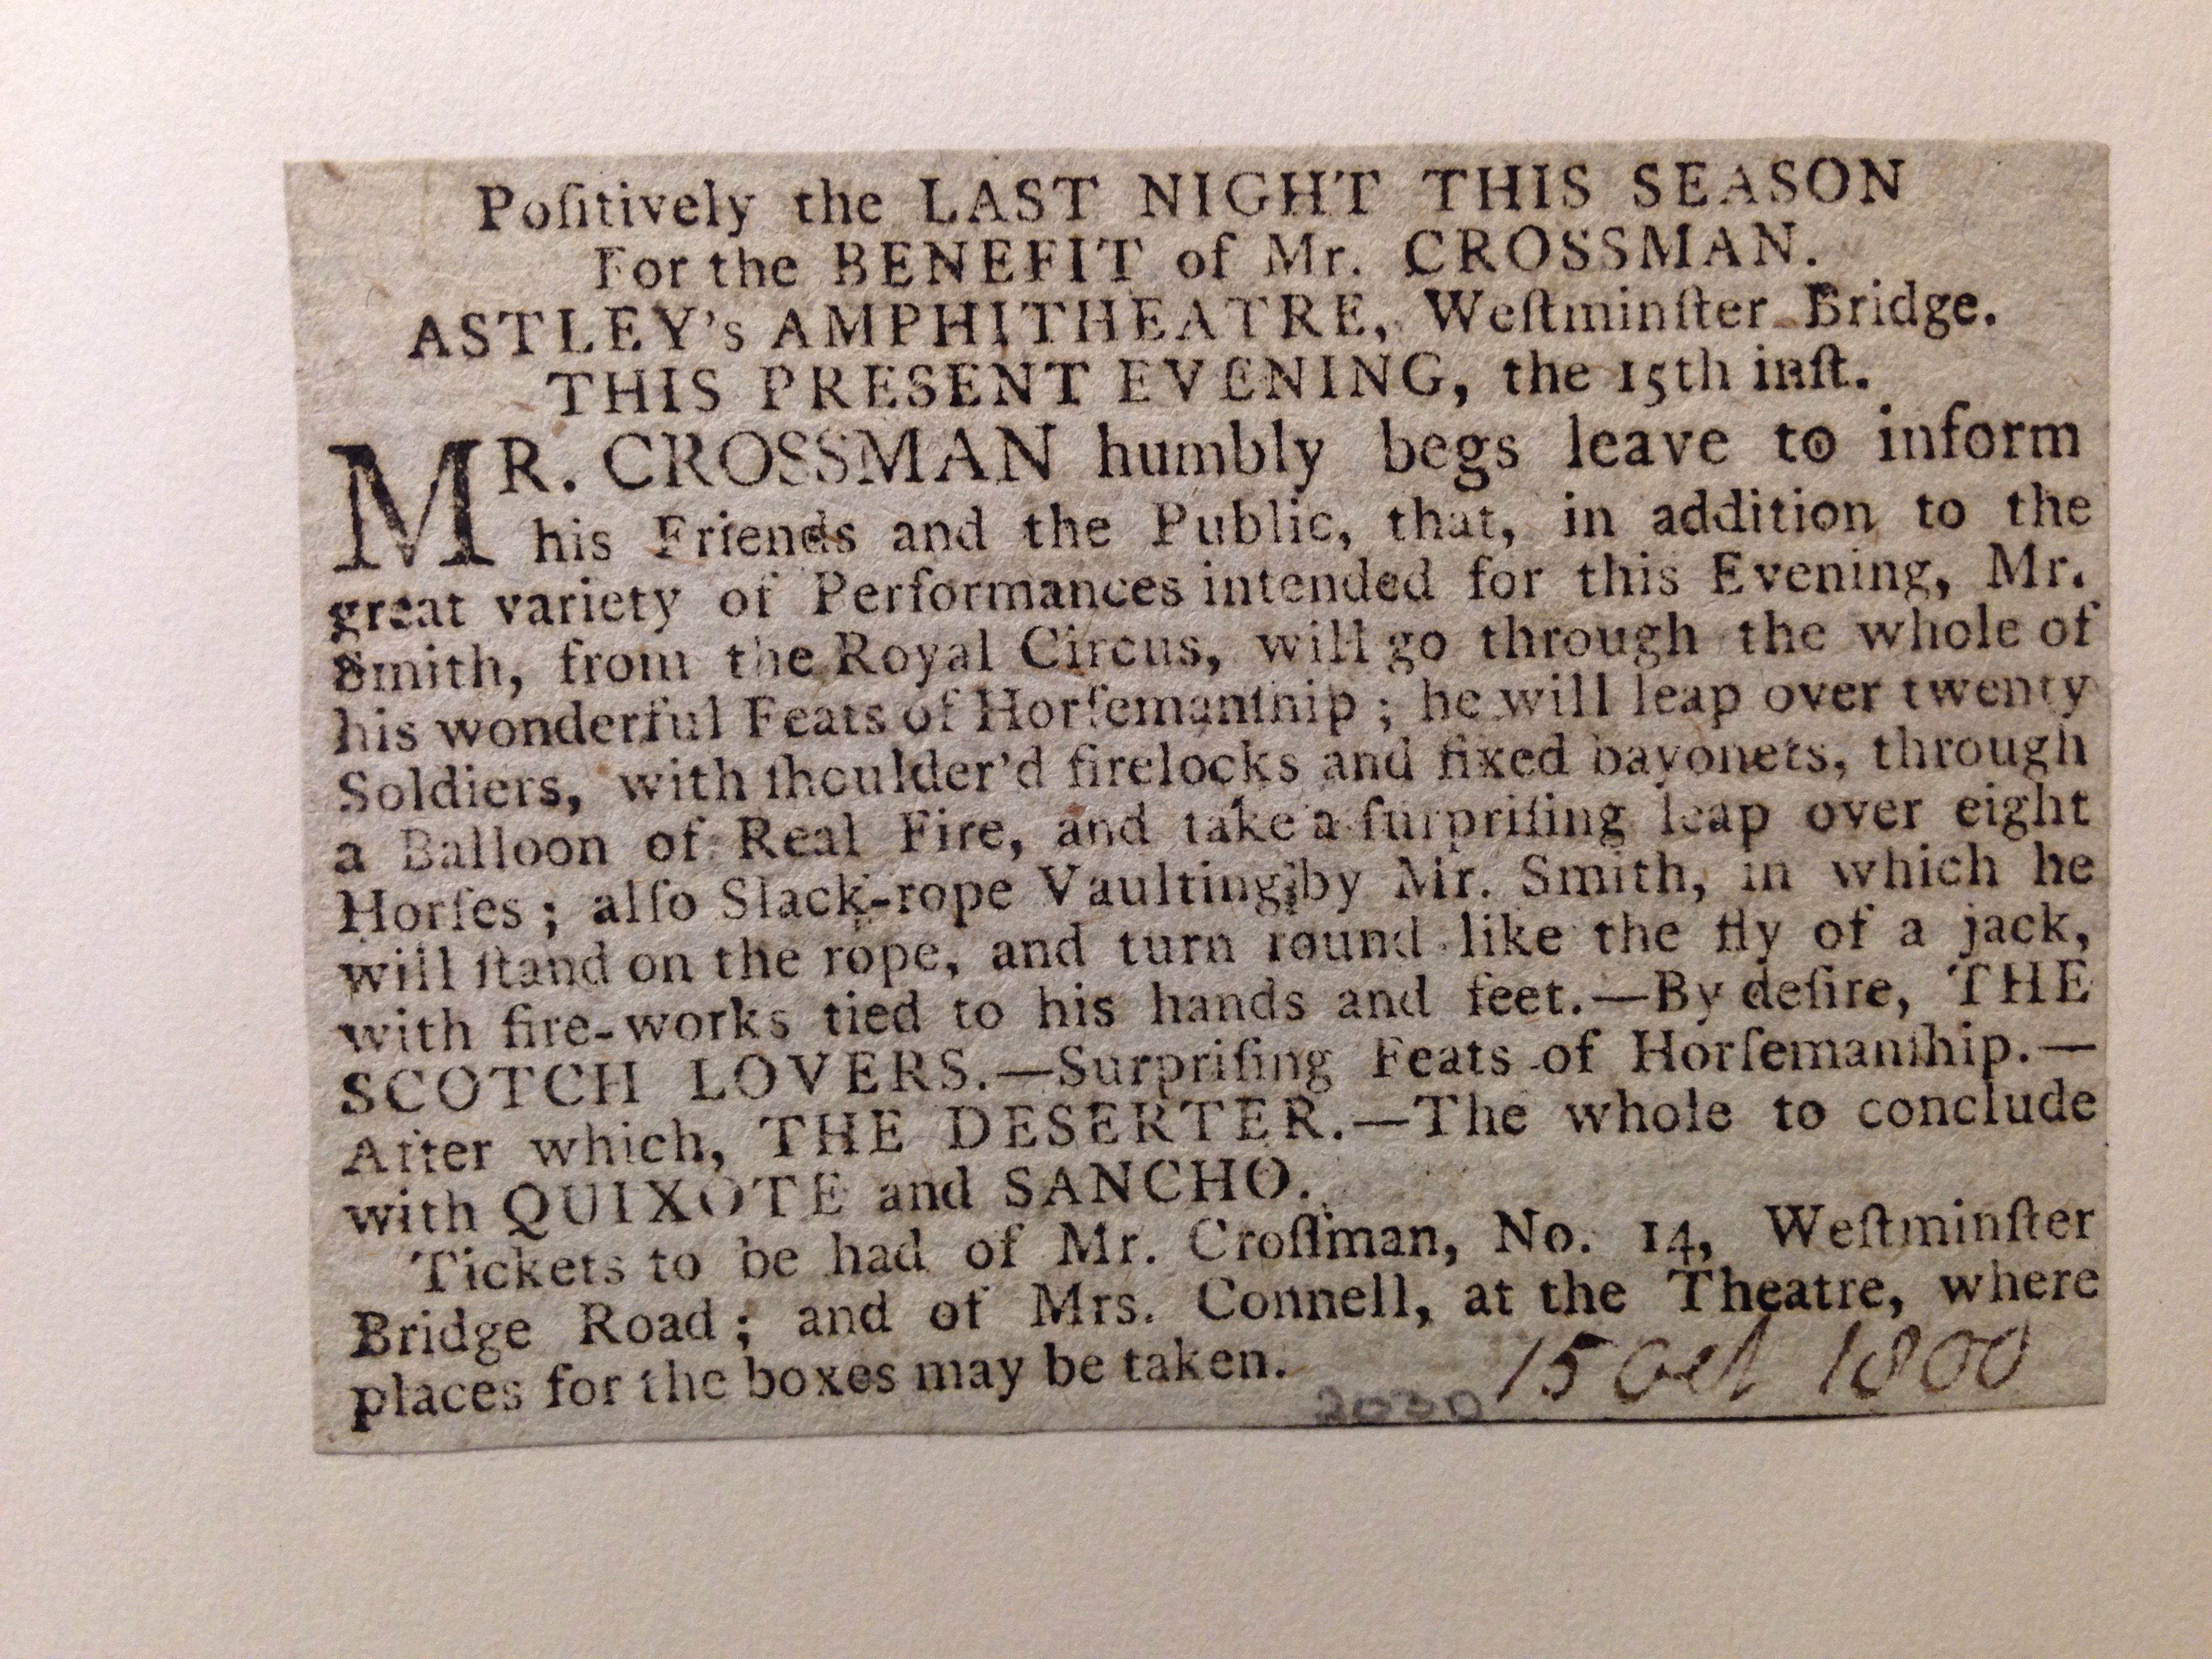 Poſitively the LAST NIGHT THIS SEASON
For the BENEFIT of Mr. CROSSMAN.
ASTLEY's AMPHITHEATRE, Weſtminſter Bridge.
THIS PRESENT EVENING, the 15th inſt.
MR. CROSSMAN humbly begs leave to inform
his Friends and the Public, that, in addition to the
great variety of Performances intended for this Evening, Mr.
Smith, from the Royal Circus, will go through the whole of
his wonderful Feats of Horſemanſhip; he will leap over twenty
Soldiers, with ſhoulder'd firelocks and fixed bayonets, through
a Balloon of Real Fire, and take a ſurpriſing leap over eight
Horſes; alſo Slack-rope Vaulting by Mr. Smith, in which he
will ſtand on the rope, and turn round like the fly of a jack,
with fire-works tied to his hands and feet.—By deſire, THE
SCOTCH LOVERS.—Surpriſing Feats of Horſemanſhip.—
After which, THE DESERTER.—The whole to conclude
with QUIXOTE and SANCHO.
Tickets to be had of Mr. Croſſman, No. 14, Weſtminſter
Bridge Road; and of Mrs. Connell, at the Theatre, where
places for the boxes may be taken.
15 Oct 1800